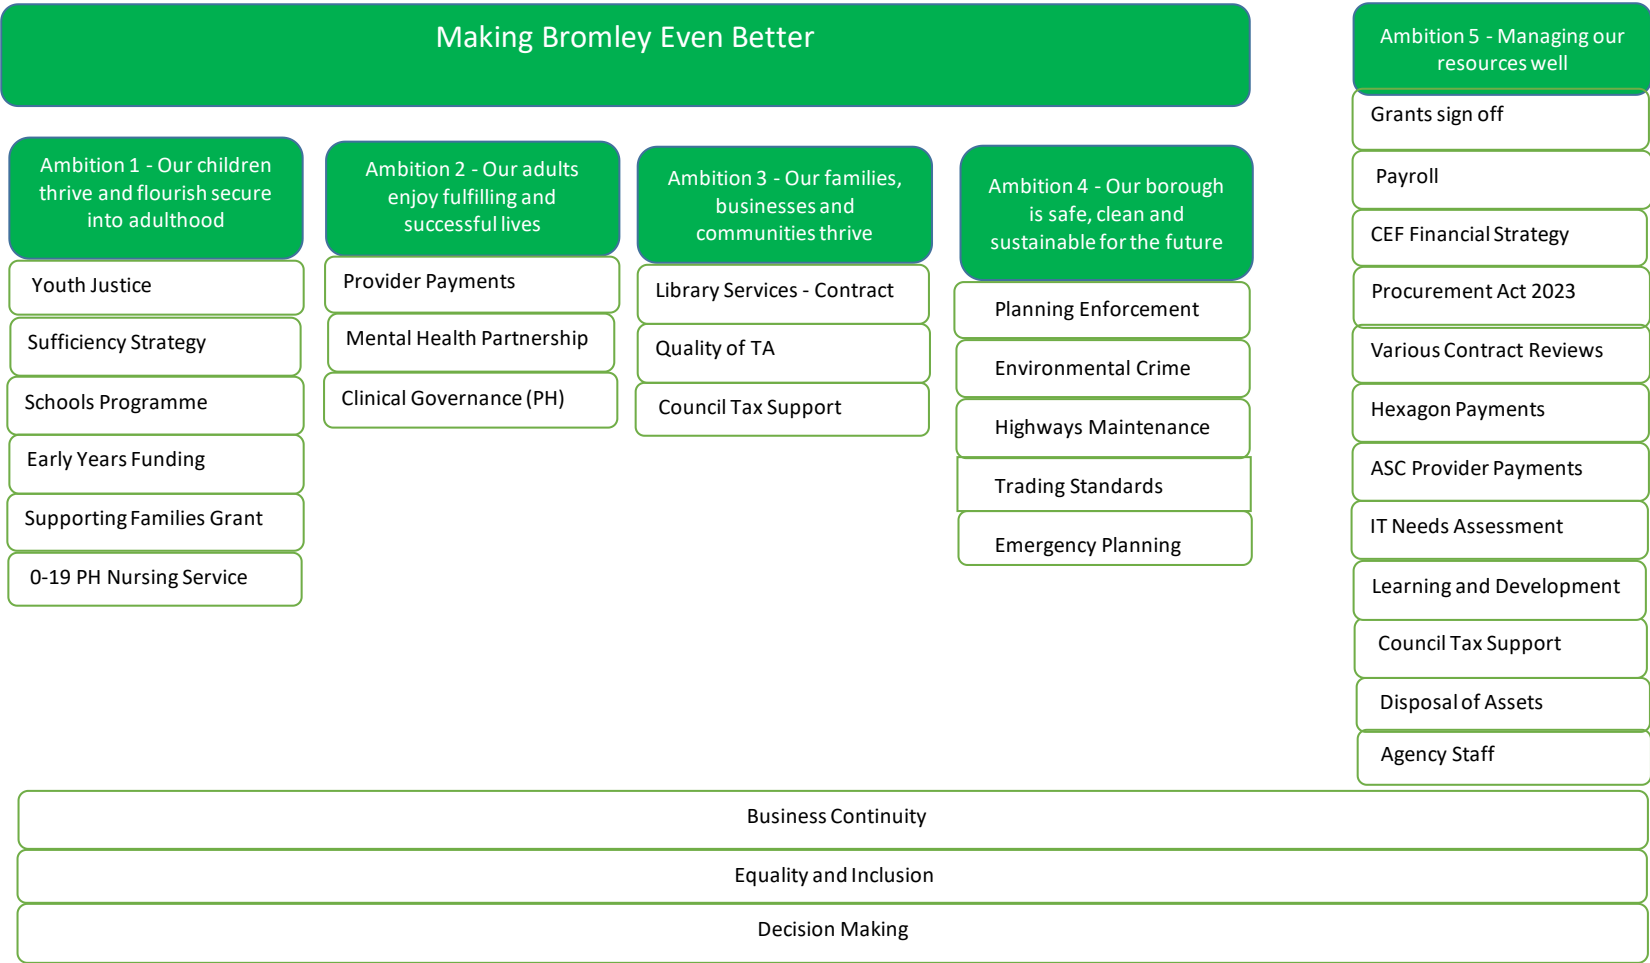 Making Bromley Even Better
Ambition 1 - Our children
thrive and flourish secure
into adulthood
Youth Justice
Sufficiency Strategy
Schools Programme
Early Years Funding
Supporting Families Grant
0-19 PH Nursing Service
Ambition 2 - Our adults
enjoy fulfilling and
successful lives
Provider Payments
Mental Health Partnership
Clinical Governance (PH)
Ambition 3 - Our families,
businesses and
communities thrive
Library Services - Contract
Quality of TA
Council Tax Support
Ambition 4 - Our borough
is safe, clean and
sustainable for the future
Planning Enforcement
Environmental Crime
Highways Maintenance
Trading Standards
Emergency Planning
Ambition 5 - Managing our
resources well
Grants sign off
Payroll
CEF Financial Strategy
Procurement Act 2023
Various Contract Reviews
Hexagon Payments
ASC Provider Payments
IT Needs Assessment
Learning and Development
Council Tax Support
Disposal of Assets
Agency Staff
Business Continuity
Equality and Inclusion
Decision Making